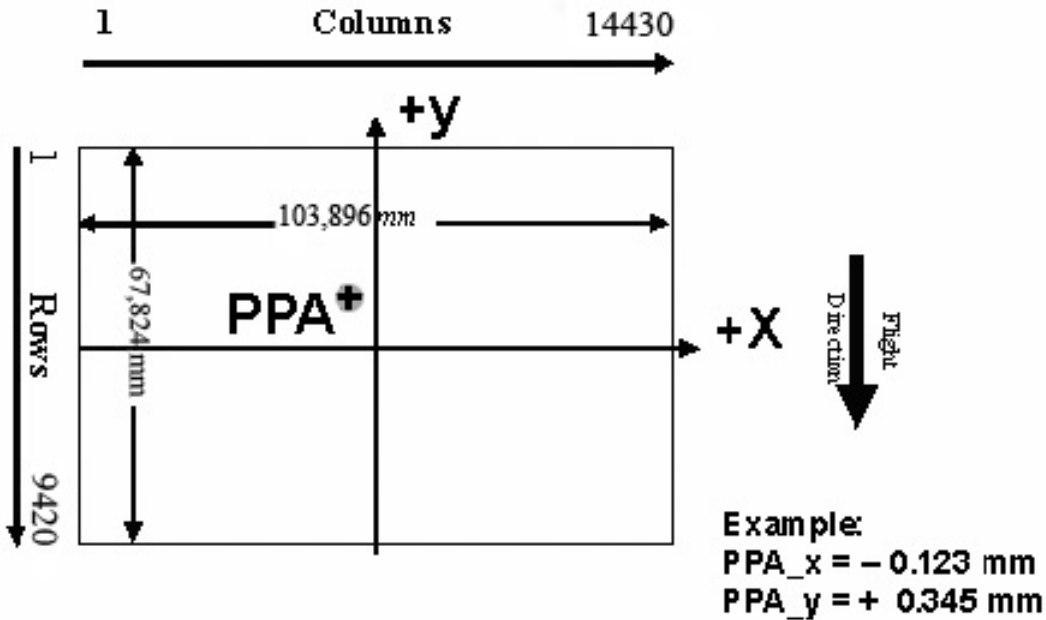 1 Columns 14430
+y
1
Rows
9420
103,896 mm
67,824 mm
PPA
+X
Flight
Direction
Example:
PPA_x = – 0.123 mm
PPA_y = + 0.345 mm